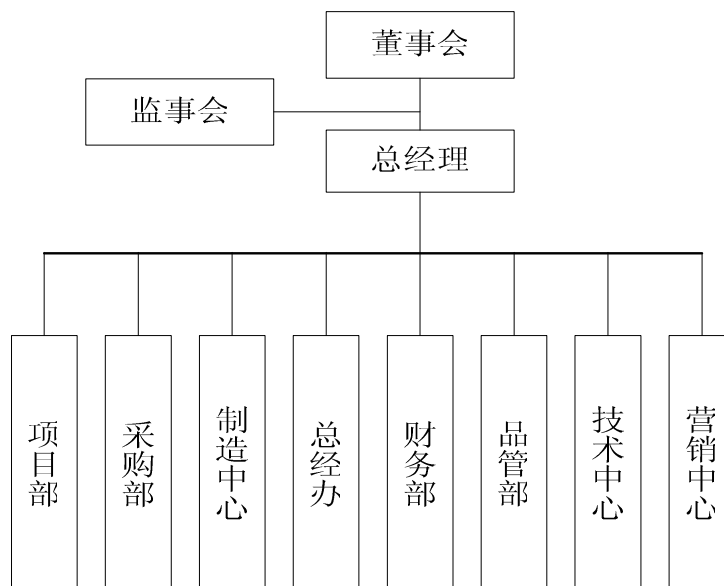 董事会
监事会
总经理
项目部
采购部
制造中心
总经办
财务部
品管部
技术中心
营销中心